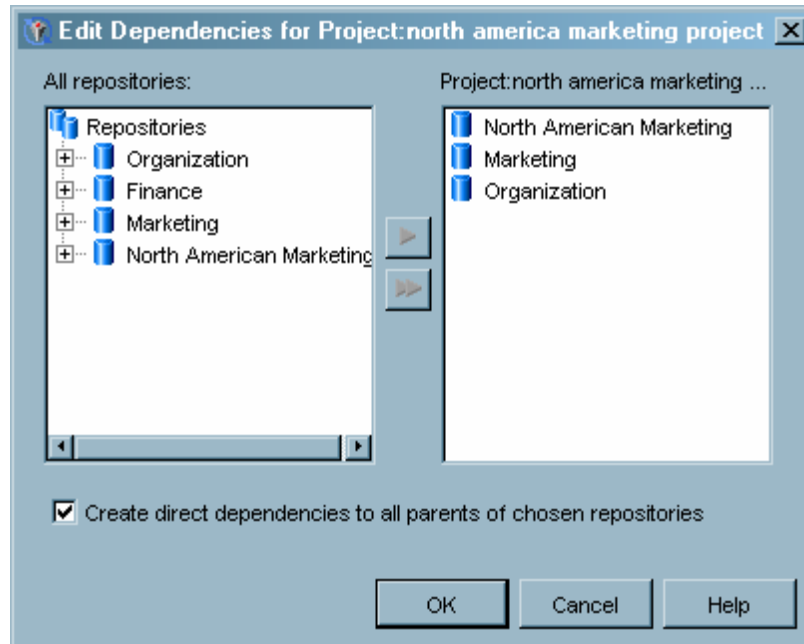 Edit Dependencies for Project:north america marketing project
All repositories:
Project:north america marketing ...
Repositories
Organization
Finance
Marketing
North American Marketing
North American Marketing
Marketing
Organization
Create direct dependencies to all parents of chosen repositories
OK
Cancel
Help